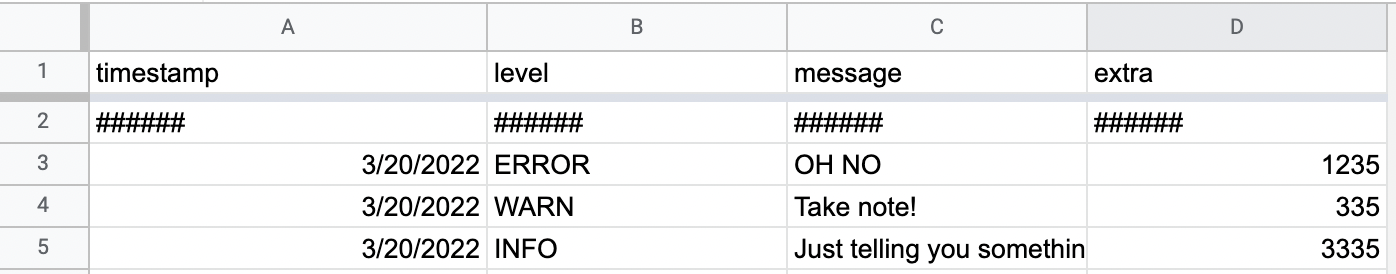 A B C D
1 timestamp level message extra
2 ###### ###### ###### ######
3 3/20/2022 ERROR OH NO 1235
4 3/20/2022 WARN Take note! 335
5 3/20/2022 INFO Just telling you somethin 3335